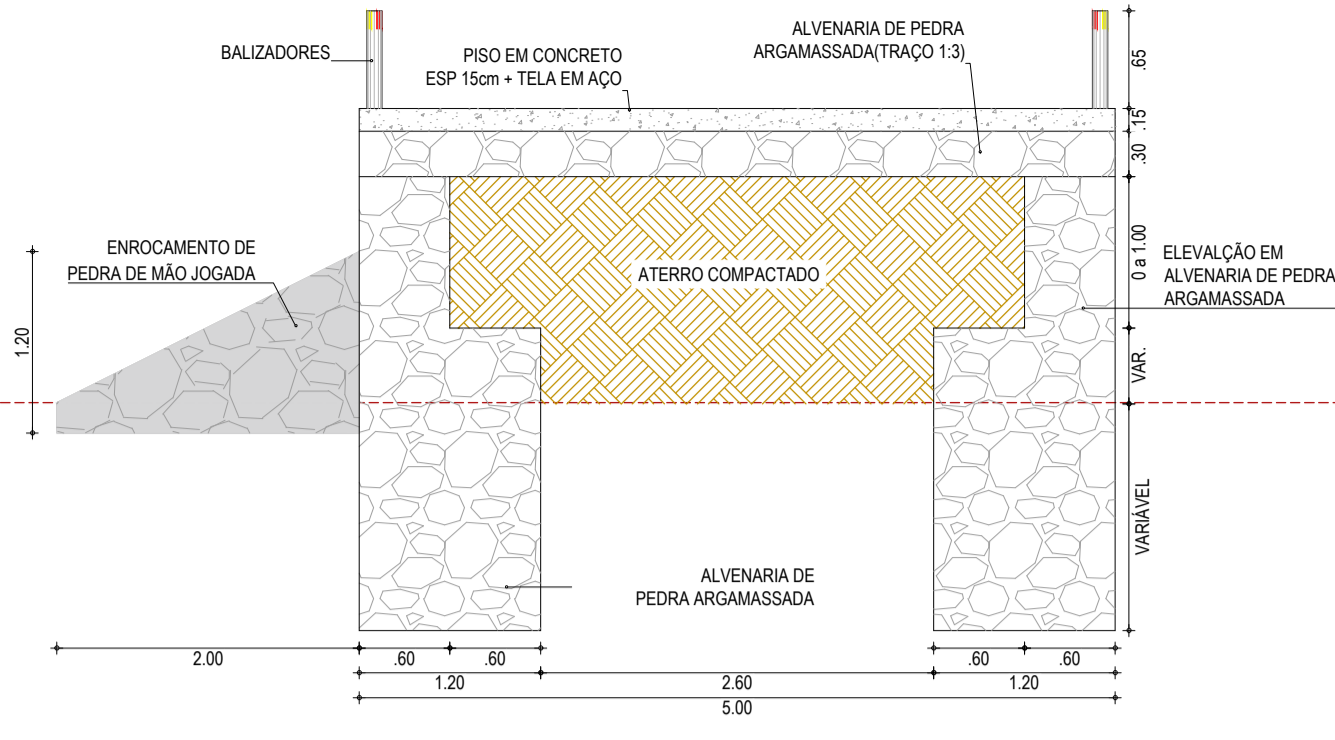 BALIZADORES
PISO EM CONCRETO
ESP 15cm + TELA EM AÇO
ALVENARIA DE PEDRA
ARGAMASSADA(TRAÇO 1:3)
.65
.15
.30
0 a 1.00
VAR.
VARIÁVEL
ENROCAMENTO DE
PEDRA DE MÃO JOGADA
1.20
ATERRO COMPACTADO
ELEVALÇÃO EM
ALVENARIA DE PEDRA
ARGAMASSADA
ALVENARIA DE
PEDRA ARGAMASSADA
2.00
.60
.60
.60
.60
1.20
2.60
1.20
5.00